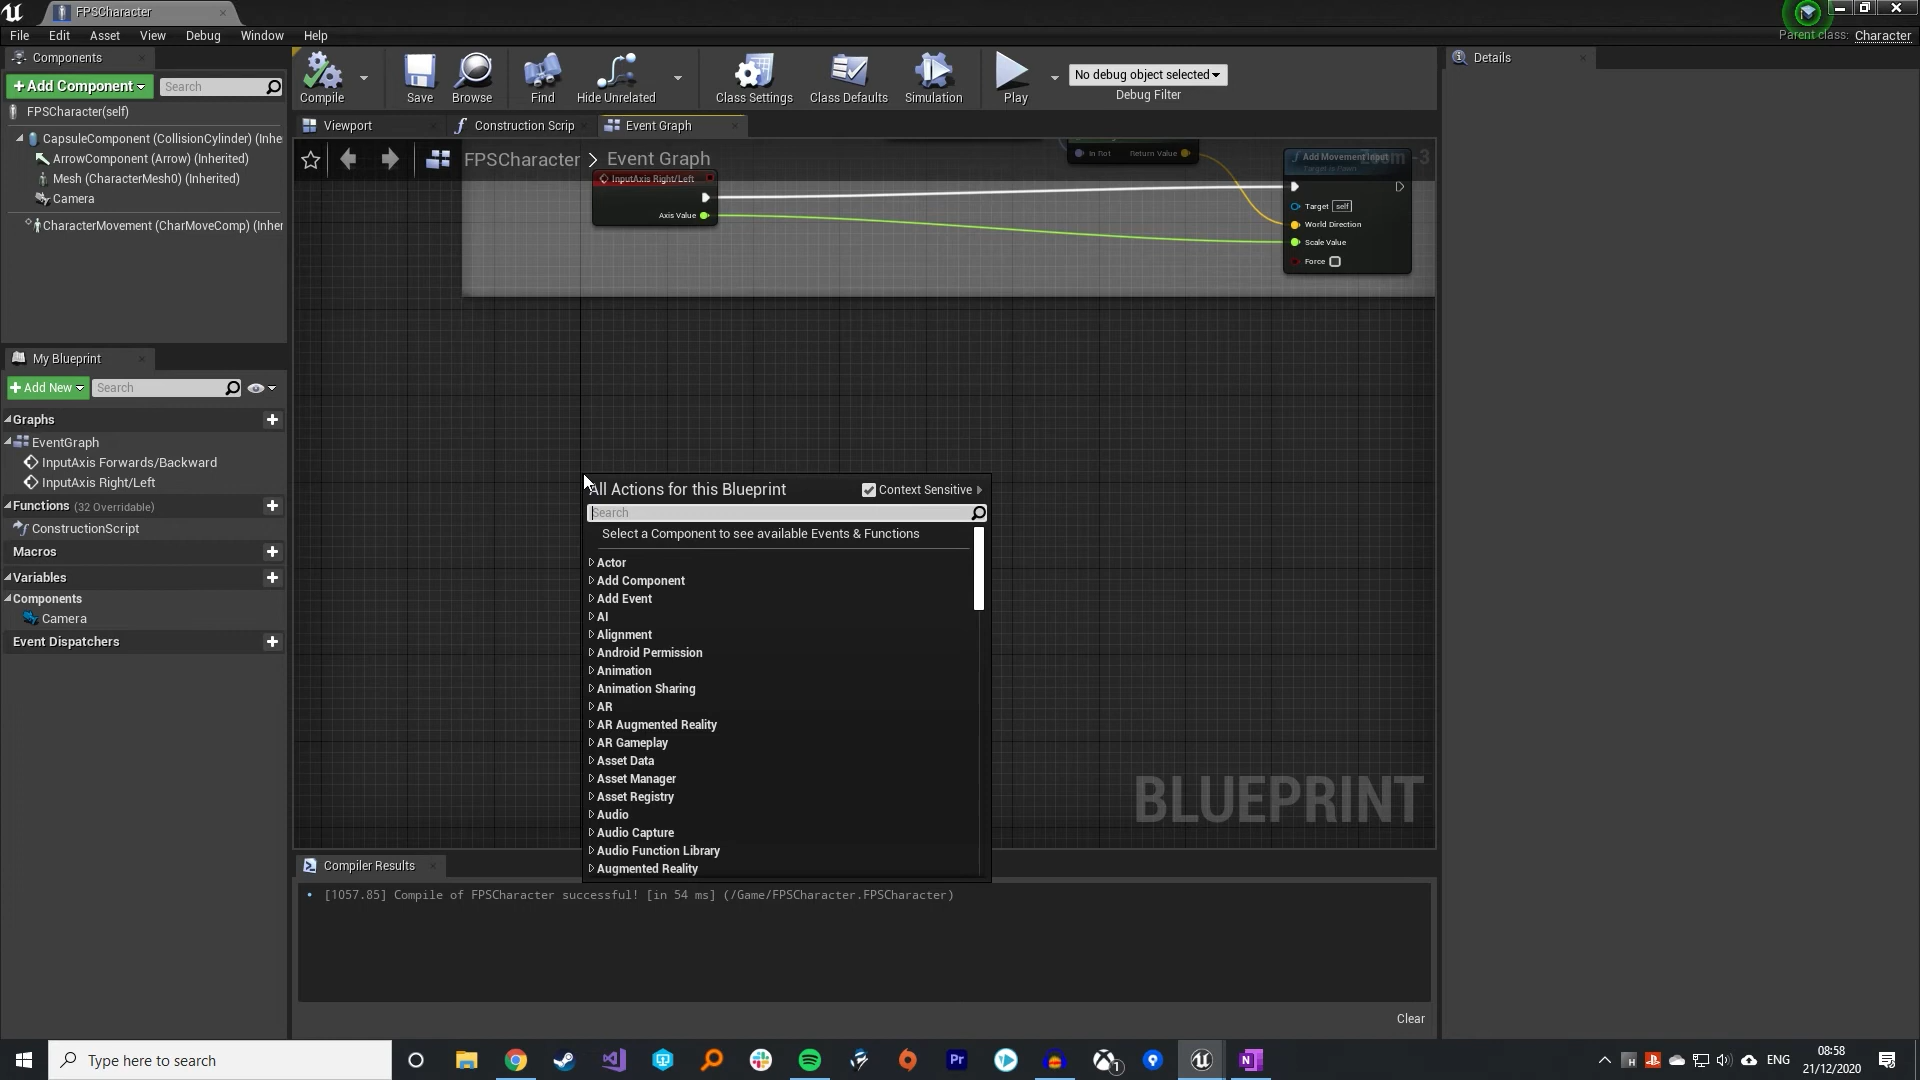 FPSCharacter
File Edit Asset View Debug Window Help
Parent class: Character
Components
+Add Component
Search
FPSCharacter(self)
CapsuleComponent (CollisionCylinder) (Inhe
ArrowComponent (Arrow) (Inherited)
Mesh (CharacterMesh0) (Inherited)
Camera
CharacterMovement (CharMoveComp) (Inher
My Blueprint
+Add New
Search
Graphs
EventGraph
InputAxis Forwards/Backward
InputAxis Right/Left
Functions (32 Overridable)
ConstructionScript
Macros
Variables
Components
Camera
Event Dispatchers
Compile
Save
Browse
Find
Hide Unrelated
Class Settings
Class Defaults
Simulation
Play
No debug object selected
Debug Filter
Viewport
Construction Scrip
Event Graph
FPSCharacter > Event Graph
InputAxis Right/Left
Axis Value
In Rot Return Value
Add Movement Input
Target is Pawn
Target self
World Direction
Scale Value
Force
All Actions for this Blueprint
Context Sensitive
Search
Select a Component to see available Events & Functions
Actor
Add Component
Add Event
AI
Alignment
Android Permission
Animation
Animation Sharing
AR
AR Augmented Reality
AR Gameplay
Asset Data
Asset Manager
Asset Registry
Audio
Audio Capture
Audio Function Library
Augmented Reality
BLUEPRINT
Compiler Results
• [1057.85] Compile of FPSCharacter successful! [in 54 ms] (/Game/FPSCharacter.FPSCharacter)
Clear
Details
Type here to search
Pr
1
ENG
08:58
21/12/2020